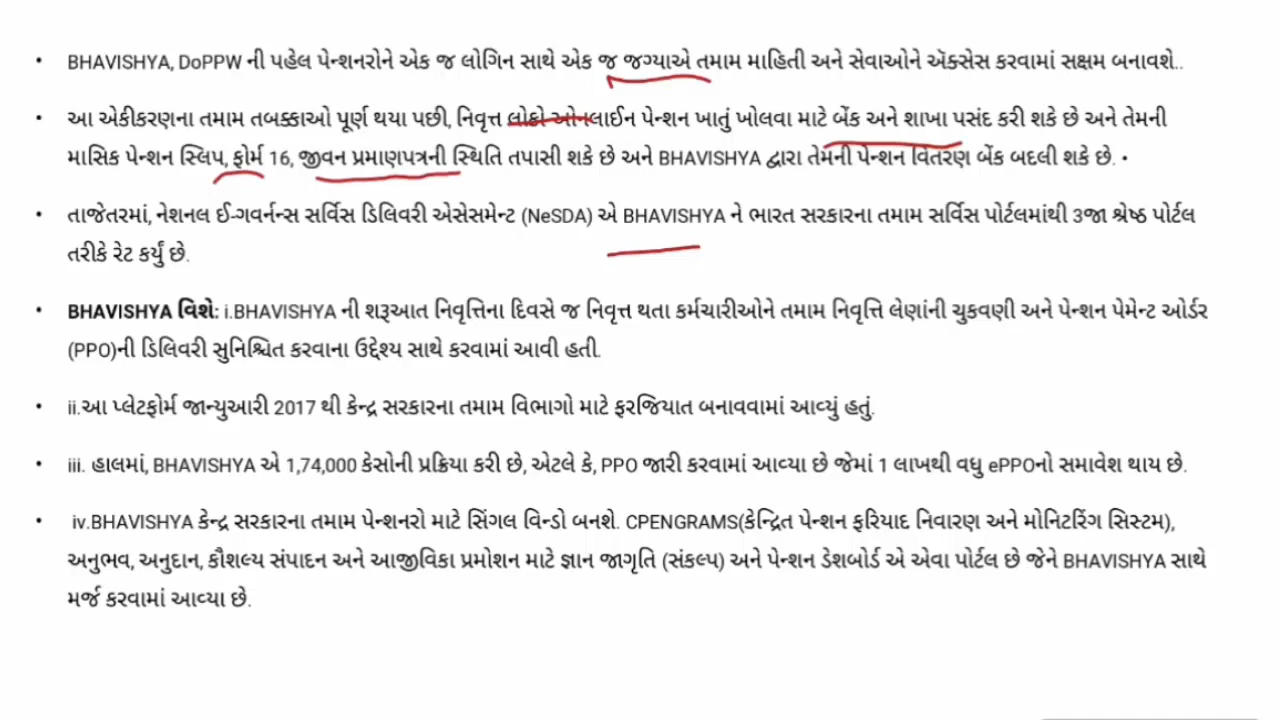 • BHAVISHYA, DoPPW ની પહેલ પેન્શનરોને એક જ લોગિન સાથે એક જ જગ્યાએ તમામ માહિતી અને સેવાઓને ઍક્સેસ કરવામાં સક્ષમ બનાવશે..
• આ એકીકરણના તમામ તબક્કાઓ પૂર્ણ થયા પછી, નિવૃત્ત લોકો ઓનલાઈન પેન્શન ખાતું ખોલવા માટે બેંક અને શાખા પસંદ કરી શકે છે અને તેમની
માસિક પેન્શન સ્લિપ, ફોર્મ 16, જીવન પ્રમાણપત્રની સ્થિતિ તપાસી શકે છે અને BHAVISHYA દ્વારા તેમની પેન્શન વિતરણ બેંક બદલી શકે છે. •
• તાજેતરમાં, નેશનલ ઈ-ગવર્નન્સ સર્વિસ ડિલિવરી એસેસમેન્ટ (NeSDA) એ BHAVISHYA ને ભારત સરકારના તમામ સર્વિસ પોર્ટલમાંથી 3જા શ્રેષ્ઠ પોર્ટલ
તરીકે રેટ કર્યું છે.
• BHAVISHYA વિશે: i.BHAVISHYA ની શરૂઆત નિવૃત્તિના દિવસે જ નિવૃત્ત થતા કર્મચારીઓને તમામ નિવૃત્તિ લેણાંની ચુકવણી અને પેન્શન પેમેન્ટ ઓર્ડર
(PPO)ની ડિલિવરી સુનિશ્ચિત કરવાના ઉદ્દેશ્ય સાથે કરવામાં આવી હતી.
• ii.આ પ્લેટફોર્મ જાન્યુઆરી 2017 થી કેન્દ્ર સરકારના તમામ વિભાગો માટે ફરજિયાત બનાવવામાં આવ્યું હતું.
• iii. હાલમાં, BHAVISHYA એ 1,74,000 કેસોની પ્રક્રિયા કરી છે, એટલે કે, PPO જારી કરવામાં આવ્યા છે જેમાં 1 લાખથી વધુ ePPOનો સમાવેશ થાય છે.
• iv.BHAVISHYA કેન્દ્ર સરકારના તમામ પેન્શનરો માટે સિંગલ વિન્ડો બનશે. CPENGRAMS(કેન્દ્રિત પેન્શન ફરિયાદ નિવારણ અને મોનિટરિંગ સિસ્ટમ),
અનુભવ, અનુદાન, કૌશલ્ય સંપાદન અને આજીવિકા પ્રમોશન માટે જ્ઞાન જાગૃતિ (સંકલ્પ) અને પેન્શન ડેશબોર્ડ એ એવા પોર્ટલ છે જેને BHAVISHYA સાથે
મર્જ કરવામાં આવ્યા છે.